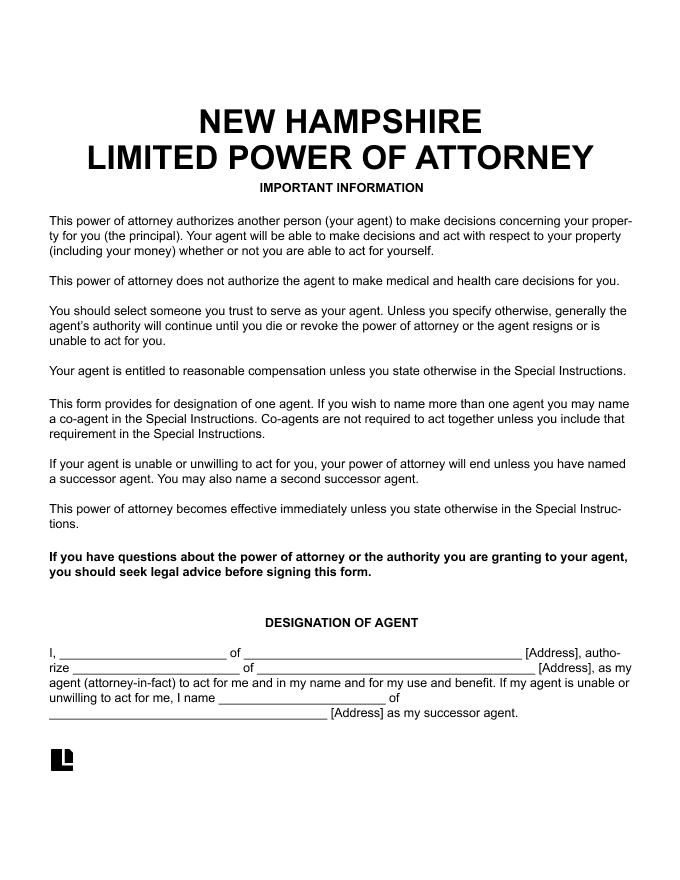 NEW HAMPSHIRE
LIMITED POWER OF ATTORNEY
IMPORTANT INFORMATION
This power of attorney authorizes another person (your agent) to make decisions concerning your proper-
ty for you (the principal). Your agent will be able to make decisions and act with respect to your property
(including your money) whether or not you are able to act for yourself.
This power of attorney does not authorize the agent to make medical and health care decisions for you.
You should select someone you trust to serve as your agent. Unless you specify otherwise, generally the
agent's authority will continue until you die or revoke the power of attorney or the agent resigns or is
unable to act for you.
Your agent is entitled to reasonable compensation unless you state otherwise in the Special Instructions.
This form provides for designation of one agent. If you wish to name more than one agent you may name
a co-agent in the Special Instructions. Co-agents are not required to act together unless you include that
requirement in the Special Instructions.
If your agent is unable or unwilling to act for you, your power of attorney will end unless you have named
a successor agent. You may also name a second successor agent.
This power of attorney becomes effective immediately unless you state otherwise in the Special Instruc-
tions.
If you have questions about the power of attorney or the authority you are granting to your agent,
you should seek legal advice before signing this form.
DESIGNATION OF AGENT
I, ________________________ of ________________________________________ [Address], autho-
rize ________________________ of ________________________________________ [Address], as my
agent (attorney-in-fact) to act for me and in my name and for my use and benefit. If my agent is unable or
unwilling to act for me, I name ________________________ of
________________________________________ [Address] as my successor agent.